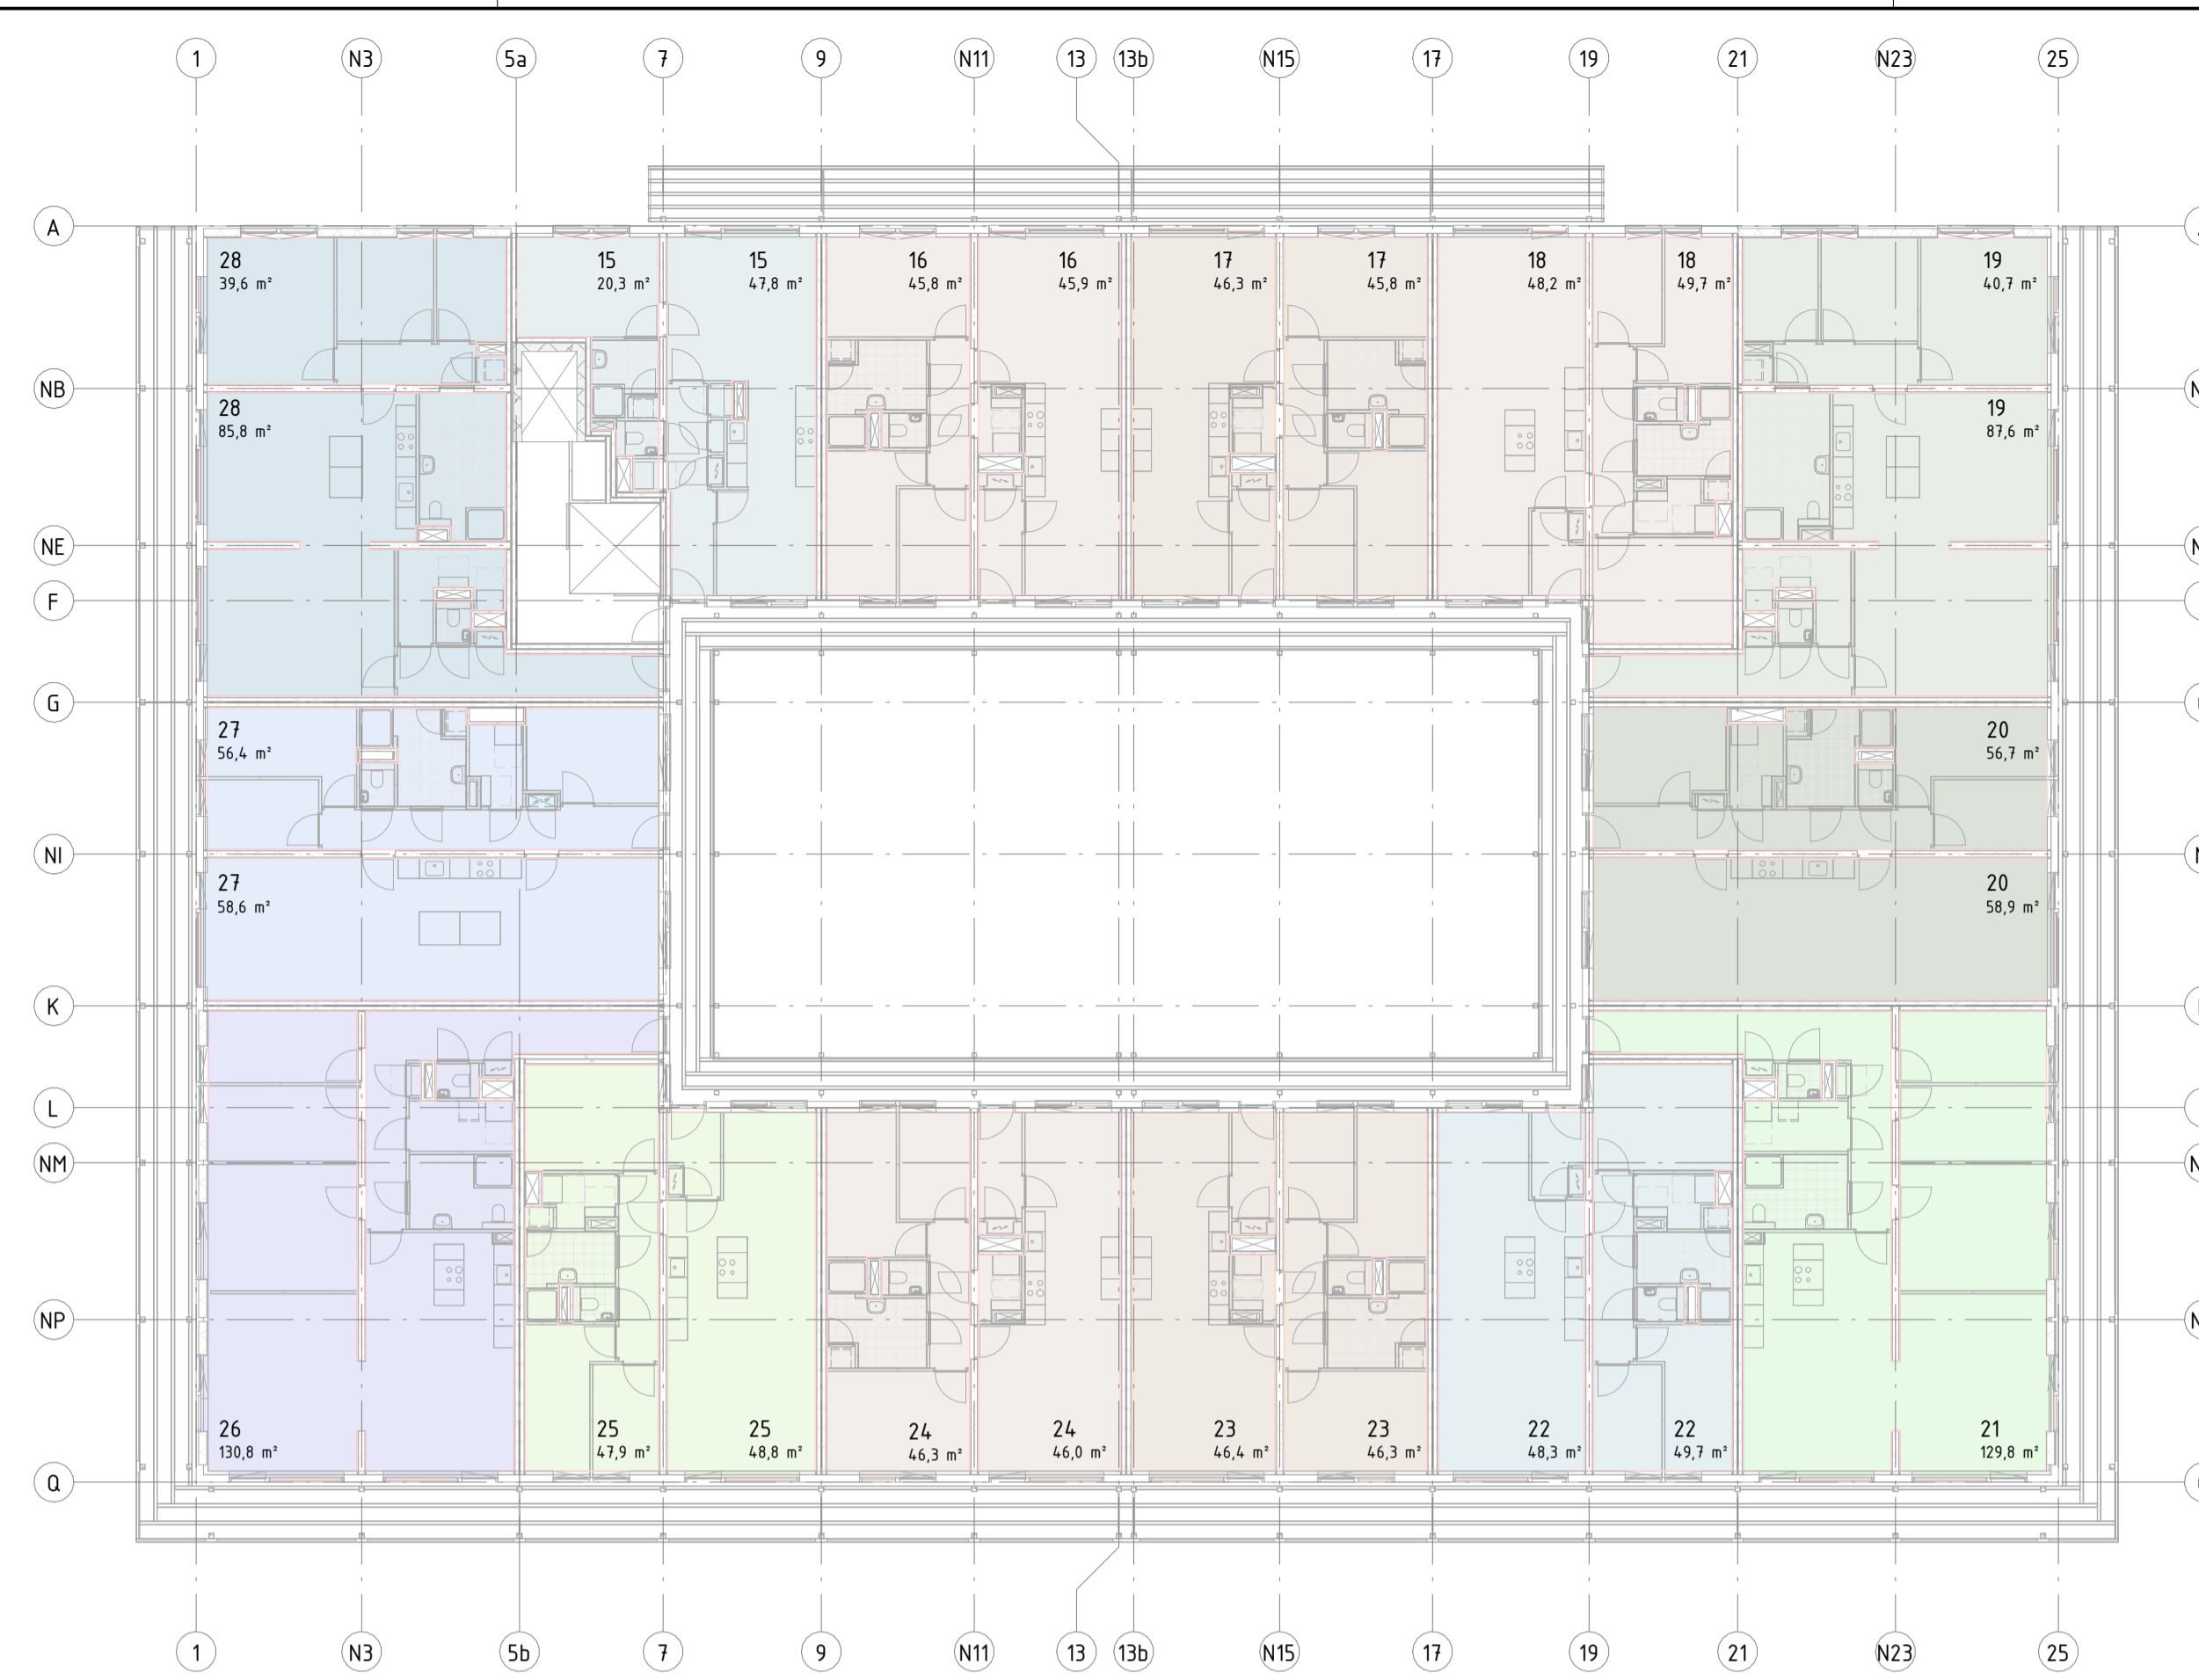 1 N3 5a 7 9 N11 13 13b N15 17 19 21 N23 25
A
28
39,6 m²
15
20,3 m²
15
47,8 m²
16
45,8 m²
16
45,9 m²
17
46,3 m²
17
45,8 m²
18
48,2 m²
18
49,7 m²
19
40,7 m²
NB
28
85,8 m²
19
87,6 m²
NE
F
G
27
56,4 m²
20
56,7 m²
NI
27
58,6 m²
20
58,9 m²
K
L
NM
NP
26
130,8 m²
25
47,9 m²
25
48,8 m²
24
46,3 m²
24
46,0 m²
23
46,4 m²
23
46,3 m²
22
48,3 m²
22
49,7 m²
21
129,8 m²
Q
1 N3 5b 7 9 N11 13 13b N15 17 19 21 N23 25